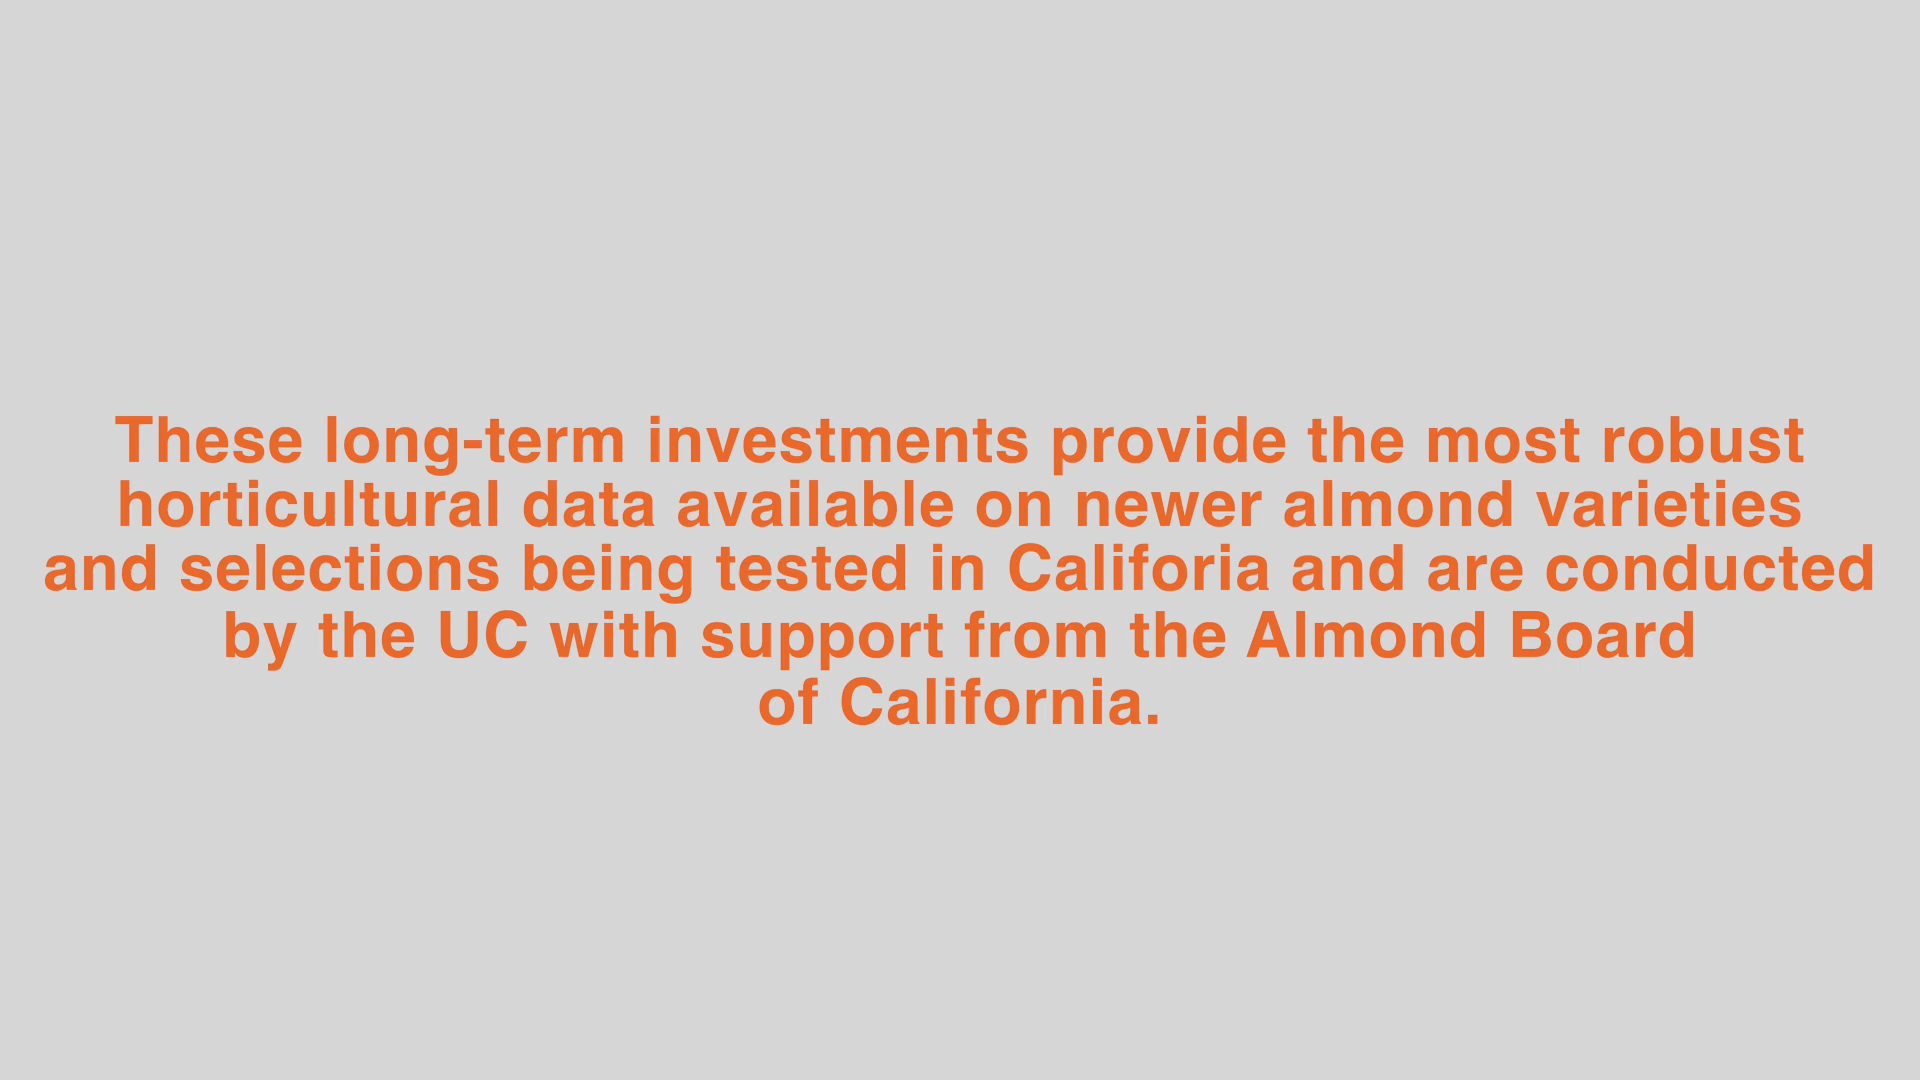 These long-term investments provide the most robust
horticultural data available on newer almond varieties
and selections being tested in Califoria and are conducted
by the UC with support from the Almond Board
of California.